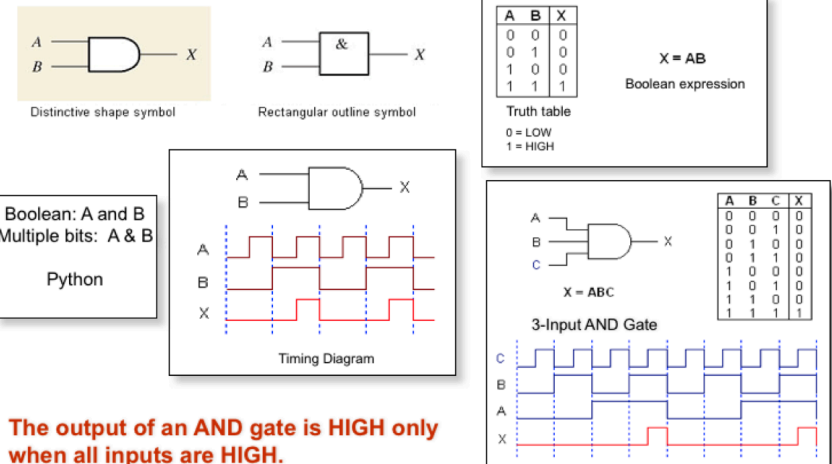 A
B
X
Distinctive shape symbol
A
B
&
X
Rectangular outline symbol
A B X
0 0 0
0 1 0
1 0 0
1 1 1
Truth table
0 = LOW
1 = HIGH
X = AB
Boolean expression
Boolean: A and B
Multiple bits: A & B
Python
A
B
X
A
B
X
Timing Diagram
A
B
C
X
X = ABC
A B C X
0 0 0 0
0 0 1 0
0 1 0 0
0 1 1 0
1 0 0 0
1 0 1 0
1 1 0 0
1 1 1 1
3-Input AND Gate
C
B
A
X
The output of an AND gate is HIGH only
when all inputs are HIGH.